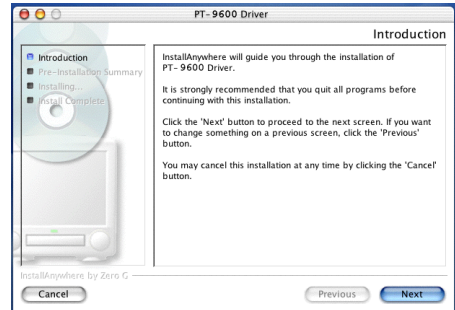 PT-9600 Driver
Introduction
Introduction
Pre-Installation Summary
Installing...
Install Complete
InstallAnywhere will guide you through the installation of
PT-9600 Driver.
It is strongly recommended that you quit all programs before
continuing with this installation.
Click the 'Next' button to proceed to the next screen. If you want
to change something on a previous screen, click the 'Previous'
button.
You may cancel this installation at any time by clicking the 'Cancel'
button.
InstallAnywhere by Zero G
Cancel
Previous
Next